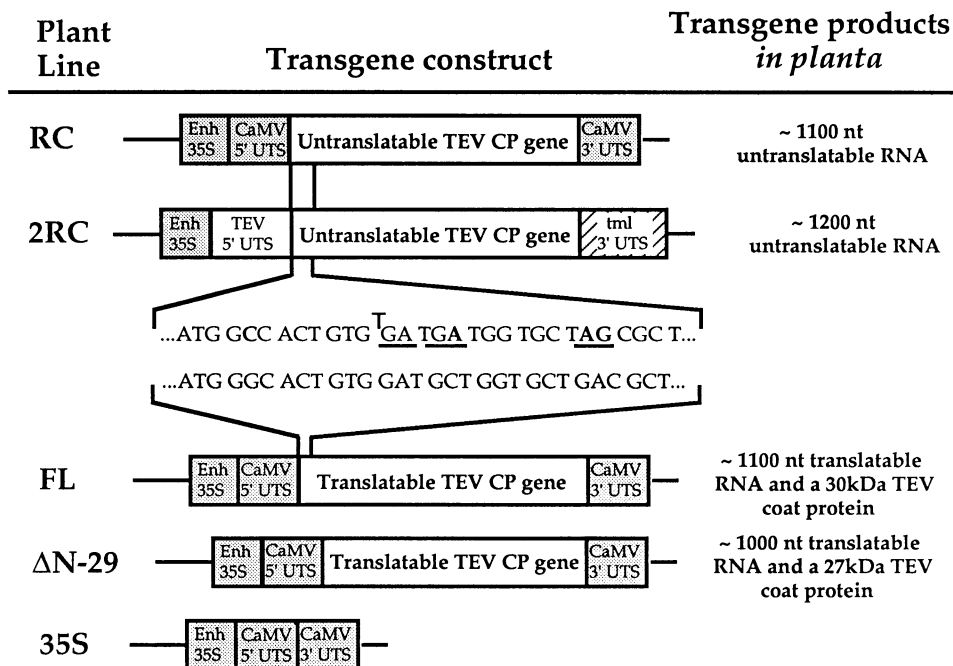 Plant Line
Transgene construct
Transgene products in planta
RC
Enh 35S
CaMV 5' UTS
Untranslatable TEV CP gene
CaMV 3' UTS
~ 1100 nt
untranslatable RNA
2RC
Enh 35S
TEV 5' UTS
Untranslatable TEV CP gene
tml 3' UTS
~ 1200 nt
untranslatable RNA
...ATG GCC ACT GTG TGA TGA TGG TGC TAG CGC T...
...ATG GGC ACT GTG GAT GCT GGT GCT GAC GCT...
FL
Enh 35S
CaMV 5' UTS
Translatable TEV CP gene
CaMV 3' UTS
~ 1100 nt translatable
RNA and a 30kDa TEV
coat protein
ΔN-29
Enh 35S
CaMV 5' UTS
Translatable TEV CP gene
CaMV 3' UTS
~ 1000 nt translatable
RNA and a 27kDa TEV
coat protein
35S
Enh 35S
CaMV 5' UTS
CaMV 3' UTS